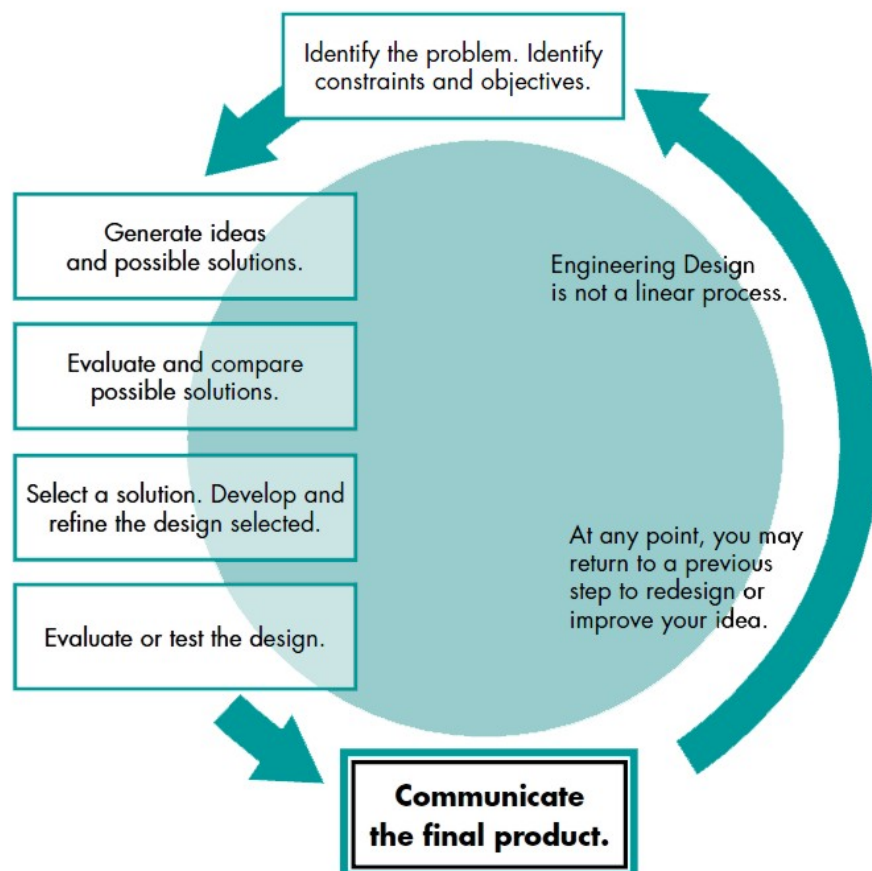 Identify the problem. Identify
constraints and objectives.
Generate ideas
and possible solutions.
Evaluate and compare
possible solutions.
Select a solution. Develop and
refine the design selected.
Evaluate or test the design.
Communicate
the final product.
Engineering Design
is not a linear process.
At any point, you may
return to a previous
step to redesign or
improve your idea.